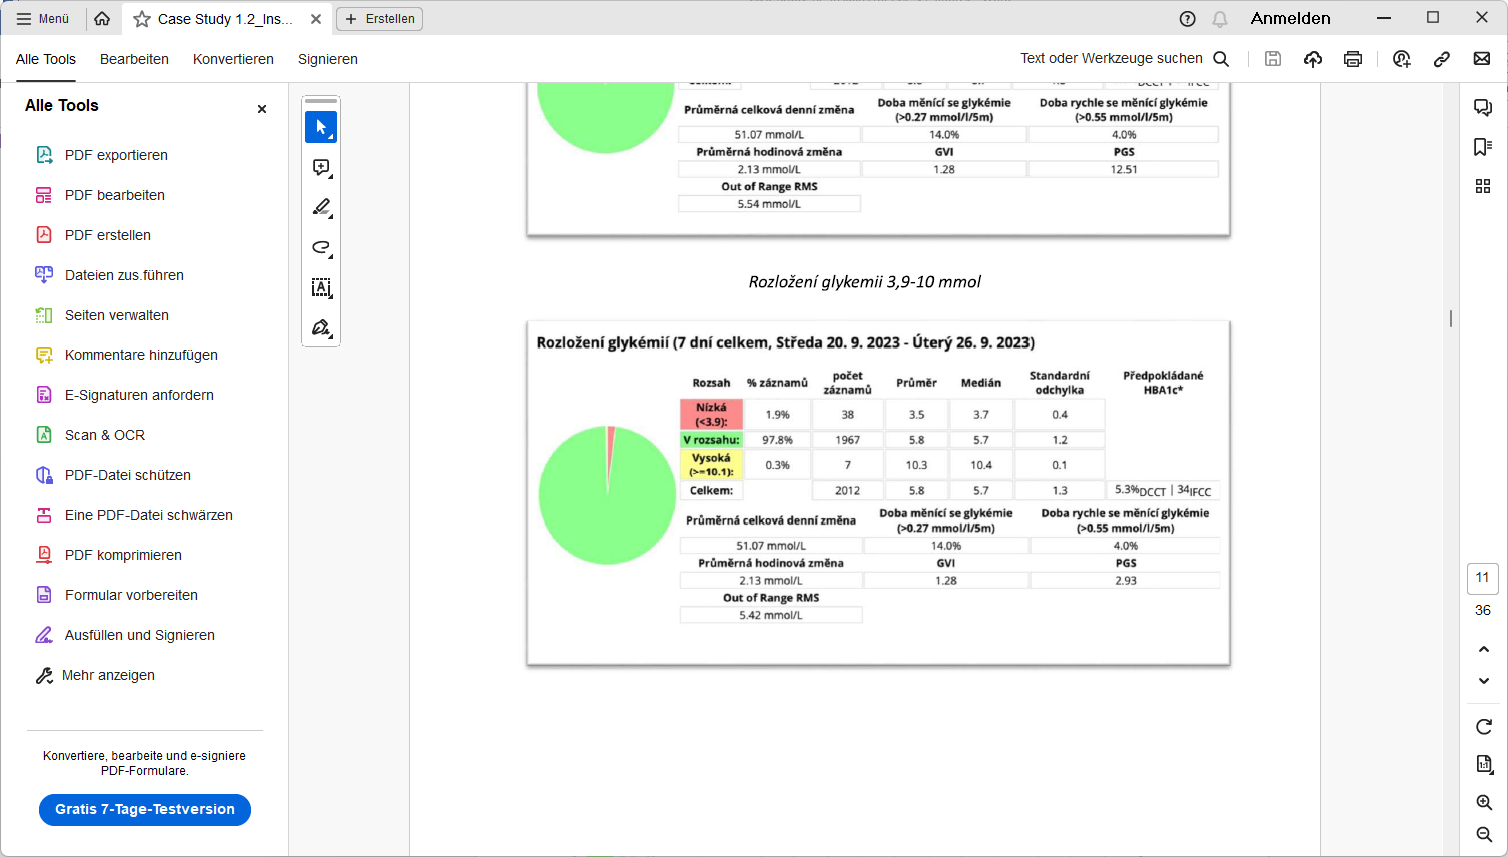 Menü
Case Study 1.2_Ins...
Erstellen
Anmelden
Alle Tools
Bearbeiten
Konvertieren
Signieren
Text oder Werkzeuge suchen
Alle Tools
PDF exportieren
PDF bearbeiten
PDF erstellen
Dateien zus.führen
Seiten verwalten
Kommentare hinzufügen
E-Signaturen anfordern
Scan & OCR
PDF-Datei schützen
Eine PDF-Datei schwärzen
PDF komprimieren
Formular vorbereiten
Ausfüllen und Signieren
Mehr anzeigen
Konvertiere, bearbeite und e-signiere
PDF-Formulare.
Gratis 7-Tage-Testversion
Průměrná celková denní změna
Doba měnící se glykémie
(>0.27 mmol/l/5m)
Doba rychle se měnící glykémie
(>0.55 mmol/l/5m)
51.07 mmol/L 14.0% 4.0%
Průměrná hodinová změna GVI PGS
2.13 mmol/L 1.28 12.51
Out of Range RMS
5.54 mmol/L
Rozložení glykemii 3,9-10 mmol
Rozložení glykémií (7 dní celkem, Středa 20. 9. 2023 - Úterý 26. 9. 2023)
Rozsah
% záznamů
počet
záznamů
Průměr
Medián
Standardní
odchylka
Předpokládané
HBA1c*
Nízká
(<3.9):
1.9% 38 3.5 3.7 0.4
V rozsahu: 97.8% 1967 5.8 5.7 1.2
Vysoká
(>=10.1):
0.3% 7 10.3 10.4 0.1
Celkem: 2012 5.8 5.7 1.3 5.3%DCCT | 34IFCC
Průměrná celková denní změna
Doba měnící se glykémie
(>0.27 mmol/l/5m)
Doba rychle se měnící glykémie
(>0.55 mmol/l/5m)
51.07 mmol/L 14.0% 4.0%
Průměrná hodinová změna GVI PGS
2.13 mmol/L 1.28 2.93
Out of Range RMS
5.42 mmol/L
11
36
1:1